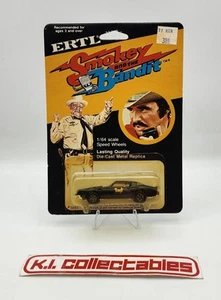 Recommended for
ages 3 and over
ERTL
Smokey
AND THE
Bandit
1/64 scale
Speed Wheels
Lasting Quality
Die-Cast Metal Replica
K.I. COLLECTABLES